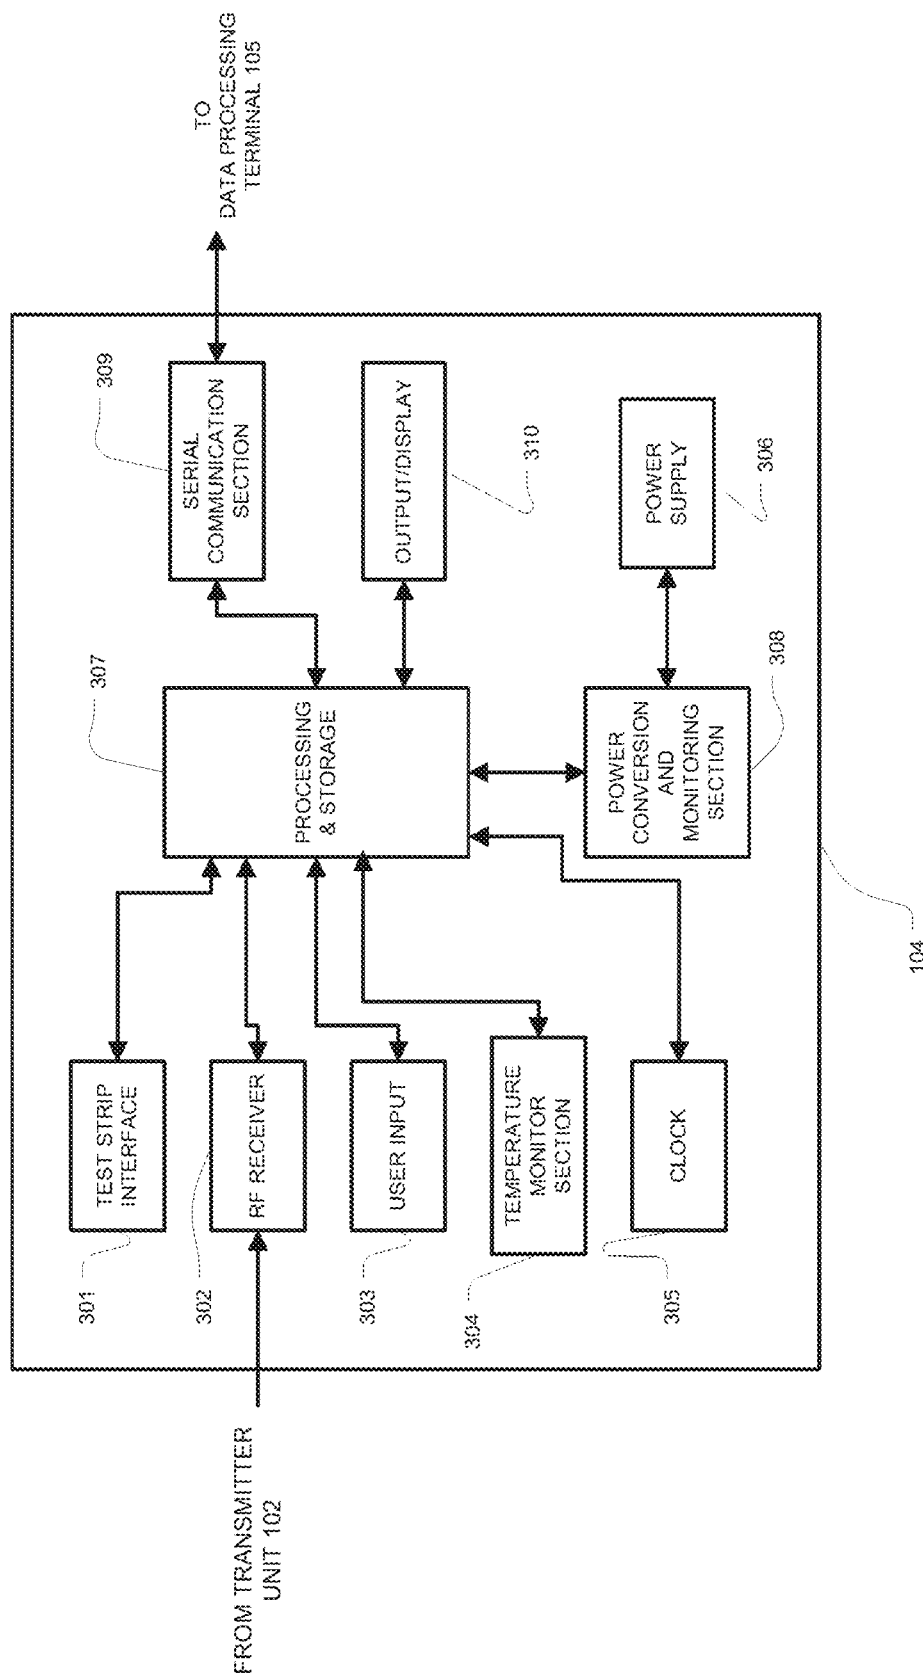 FROM TRANSMITTER
UNIT 102
301
TEST STRIP
INTERFACE
302
RF RECEIVER
303
USER INPUT
304
TEMPERATURE
MONITOR
SECTION
305
CLOCK
307
PROCESSING
& STORAGE
308
POWER
CONVERSION
AND
MONITORING
SECTION
309
SERIAL
COMMUNICATION
SECTION
310
OUTPUT/DISPLAY
306
POWER
SUPPLY
TO
DATA PROCESSING
TERMINAL 105
104